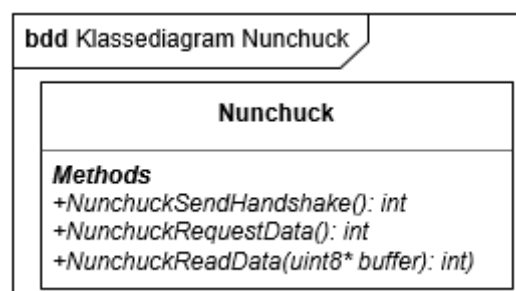 bdd Klassediagram Nunchuck
Nunchuck
Methods
+NunchuckSendHandshake(): int
+NunchuckRequestData(): int
+NunchuckReadData(uint8* buffer): int)